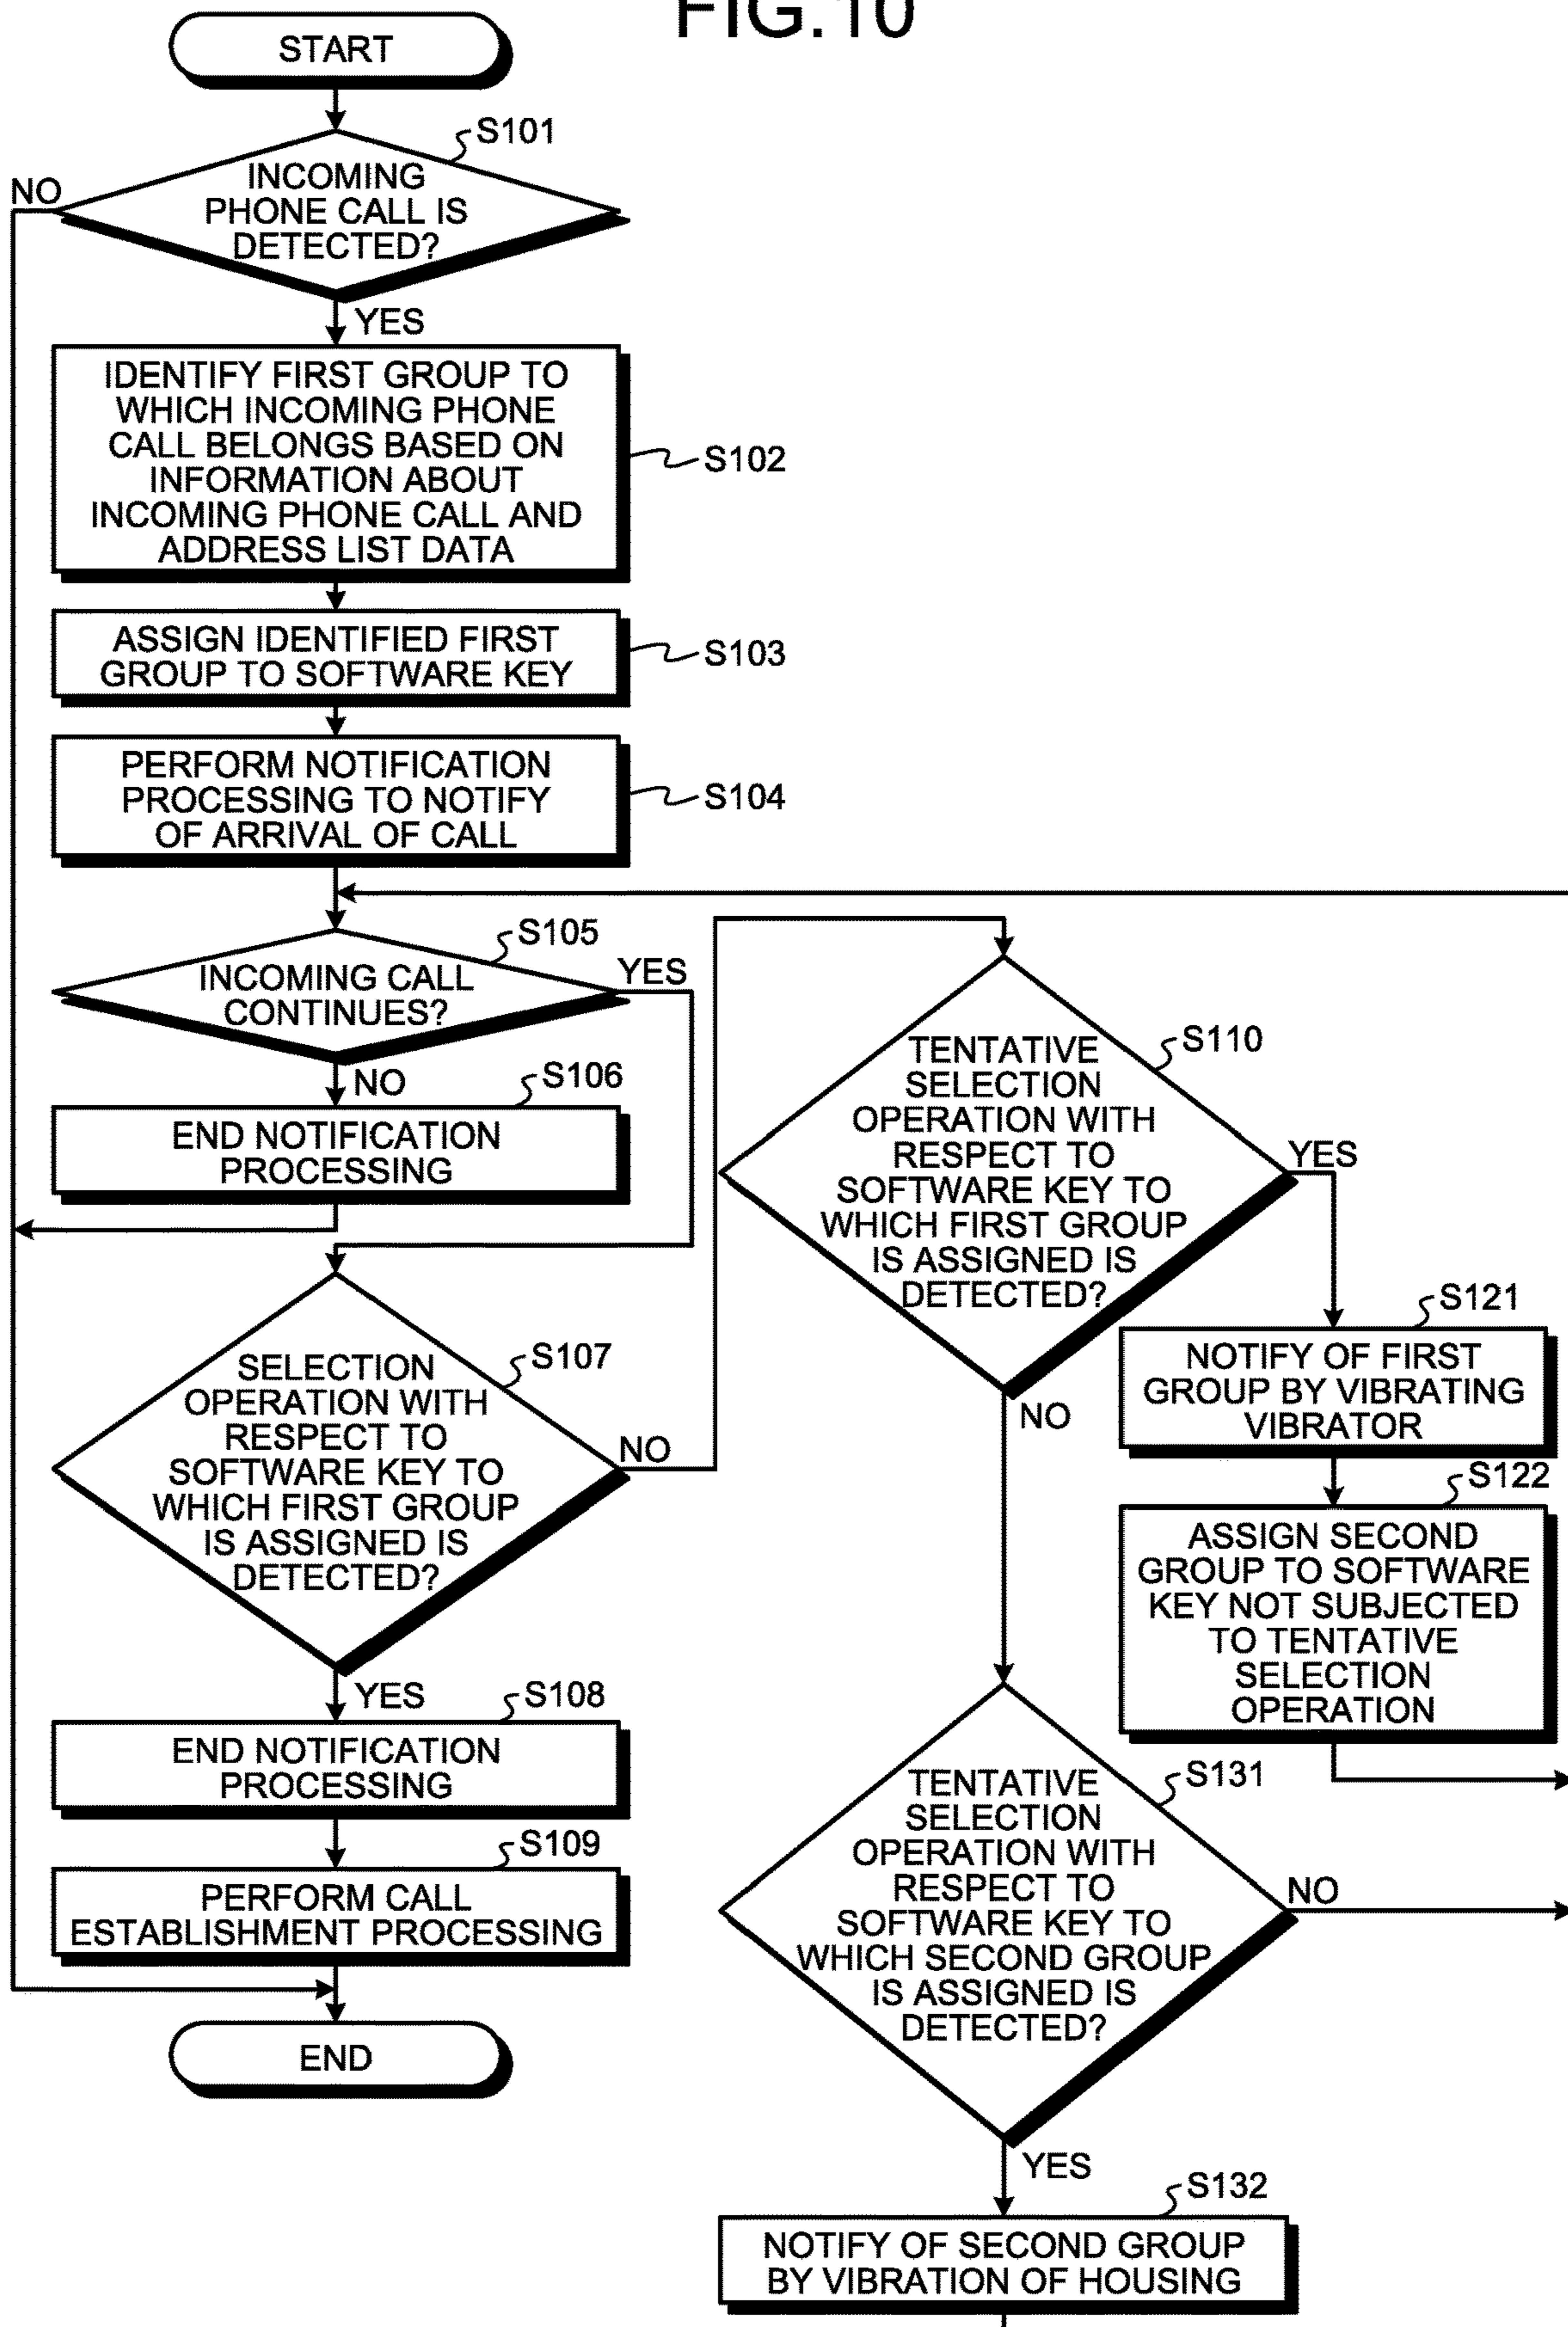 FIG.10
START
S101
INCOMING
PHONE CALL IS
DETECTED?
NO
YES
IDENTIFY FIRST GROUP TO
WHICH INCOMING PHONE
CALL BELONGS BASED ON
INFORMATION ABOUT
INCOMING PHONE CALL AND
ADDRESS LIST DATA
S102
ASSIGN IDENTIFIED FIRST
GROUP TO SOFTWARE KEY
S103
PERFORM NOTIFICATION
PROCESSING TO NOTIFY
OF ARRIVAL OF CALL
S104
S105
INCOMING CALL
CONTINUES?
YES
NO
S106
END NOTIFICATION
PROCESSING
S107
SELECTION
OPERATION WITH
RESPECT TO
SOFTWARE KEY TO
WHICH FIRST GROUP
IS ASSIGNED IS
DETECTED?
NO
YES
S108
END NOTIFICATION
PROCESSING
S109
PERFORM CALL
ESTABLISHMENT PROCESSING
END
S110
TENTATIVE
SELECTION
OPERATION WITH
RESPECT TO
SOFTWARE KEY TO
WHICH FIRST GROUP
IS ASSIGNED IS
DETECTED?
YES
NO
S121
NOTIFY OF FIRST
GROUP BY VIBRATING
VIBRATOR
S122
ASSIGN SECOND
GROUP TO SOFTWARE
KEY NOT SUBJECTED
TO TENTATIVE
SELECTION
OPERATION
S131
TENTATIVE
SELECTION
OPERATION WITH
RESPECT TO
SOFTWARE KEY TO
WHICH SECOND GROUP
IS ASSIGNED IS
DETECTED?
NO
YES
S132
NOTIFY OF SECOND GROUP
BY VIBRATION OF HOUSING